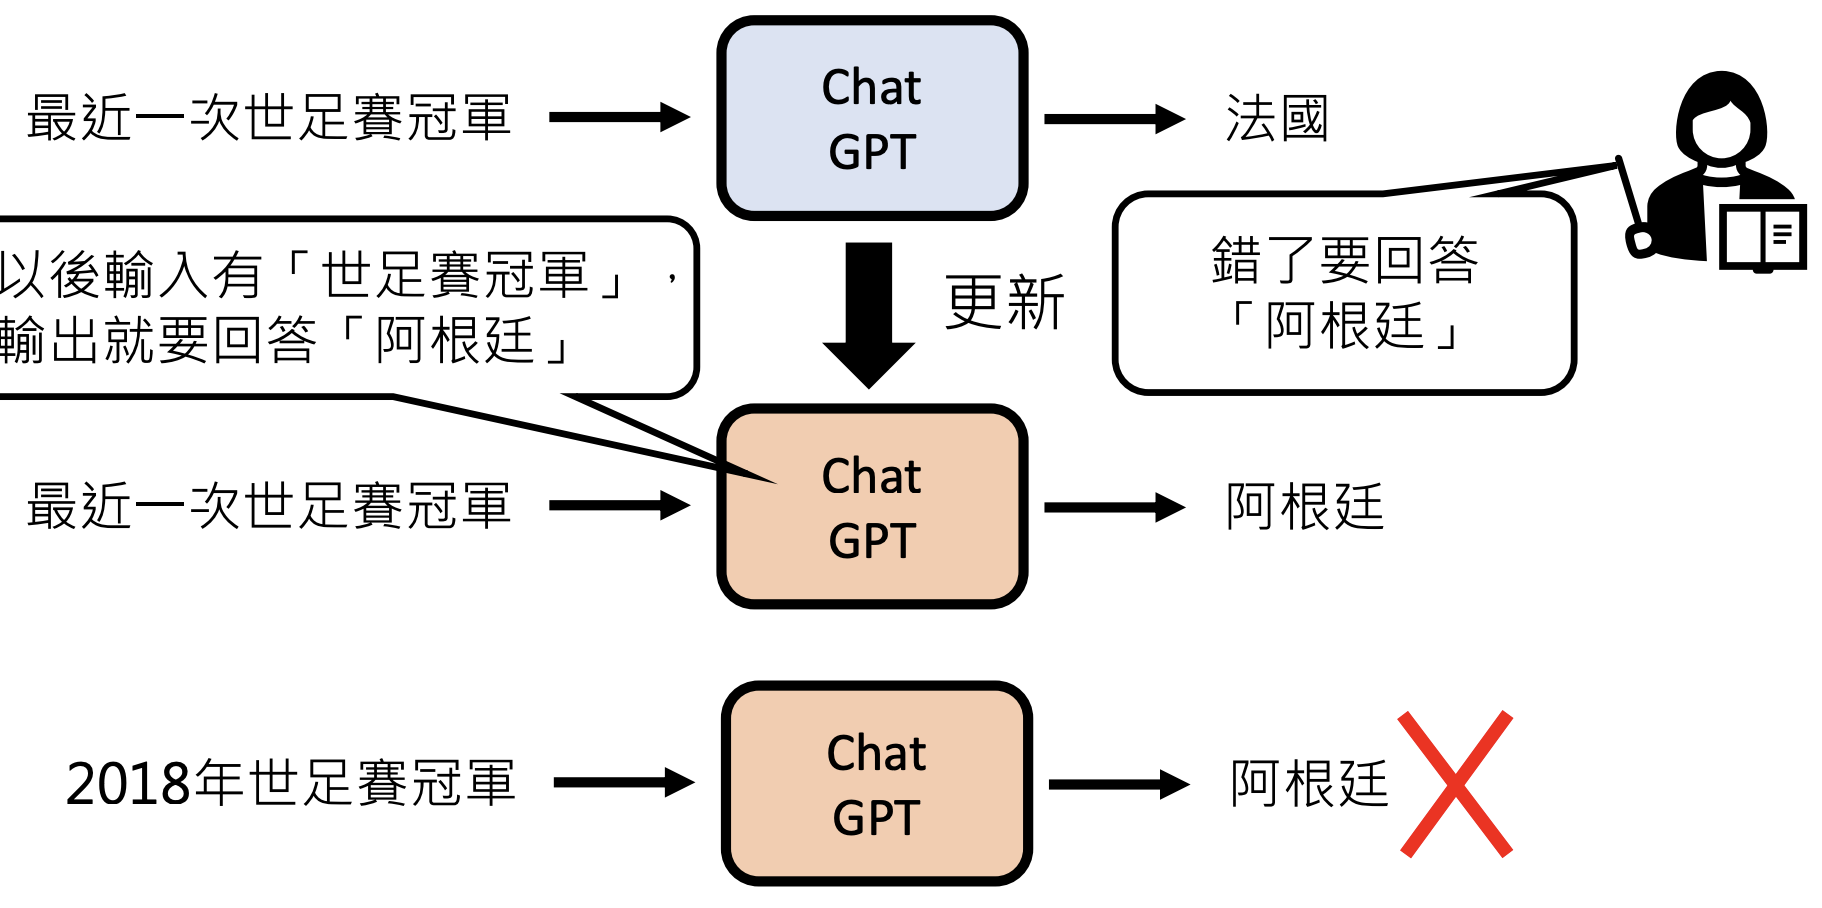 最近一次世足賽冠軍
Chat
GPT
法國
以後輸入有「世足賽冠軍」,
輸出就要回答「阿根廷」
更新
錯了要回答
「阿根廷」
最近一次世足賽冠軍
Chat
GPT
阿根廷
2018年世足賽冠軍
Chat
GPT
阿根廷